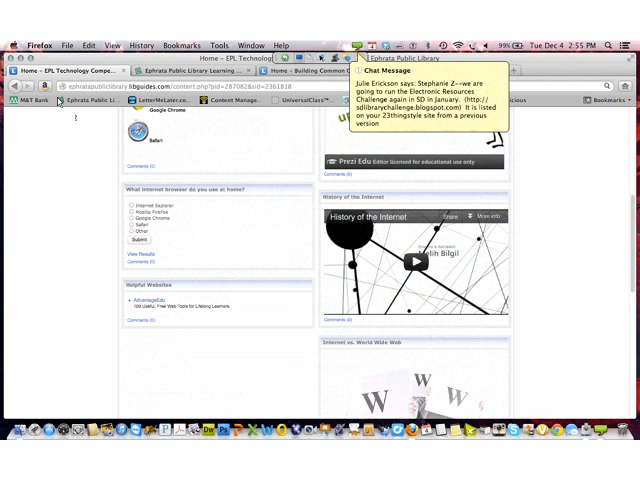 Firefox File Edit View History Bookmarks Tools Window Help 99% Tue Dec 4 2:55 PM
Home – EPL Technology Ephrata Public Library
Home – EPL Technology Compe... Ephrata Public Library Learning ... Home – Building Common
ephratapubliclibrary.libguides.com/content.php?pid=287082&sid=2361818
M&T Bank Ephrata Public Li... LetterMeLater.co... Content Manage... UniversalClass™... Bookmarks
Chat Message
Julie Erickson says: Stephanie Z--we are
going to run the Electronic Resources
Challenge again in SD in January. (http://
sdlibrarychallenge.blogspot.com) It is listed
on your 23thingstyle site from a previous
version
Google Chrome
Safari
Comments (0)
Prezi Edu Editor licensed for educational use only
Comments (0)
What internet browser do you use at home?
Internet Explorer
Mozilla FireFox
Google Chrome
Safari
Other
Submit
View Results
Comments (0)
Helpful Websites
AdvantageEdu
100 Useful, Free Web Tools for Lifelong Learners
Comments (0)
History of the Internet
History of the Internet Share More info
Melih Bilgil
Comments (0)
Internet vs. World Wide Web
W W W